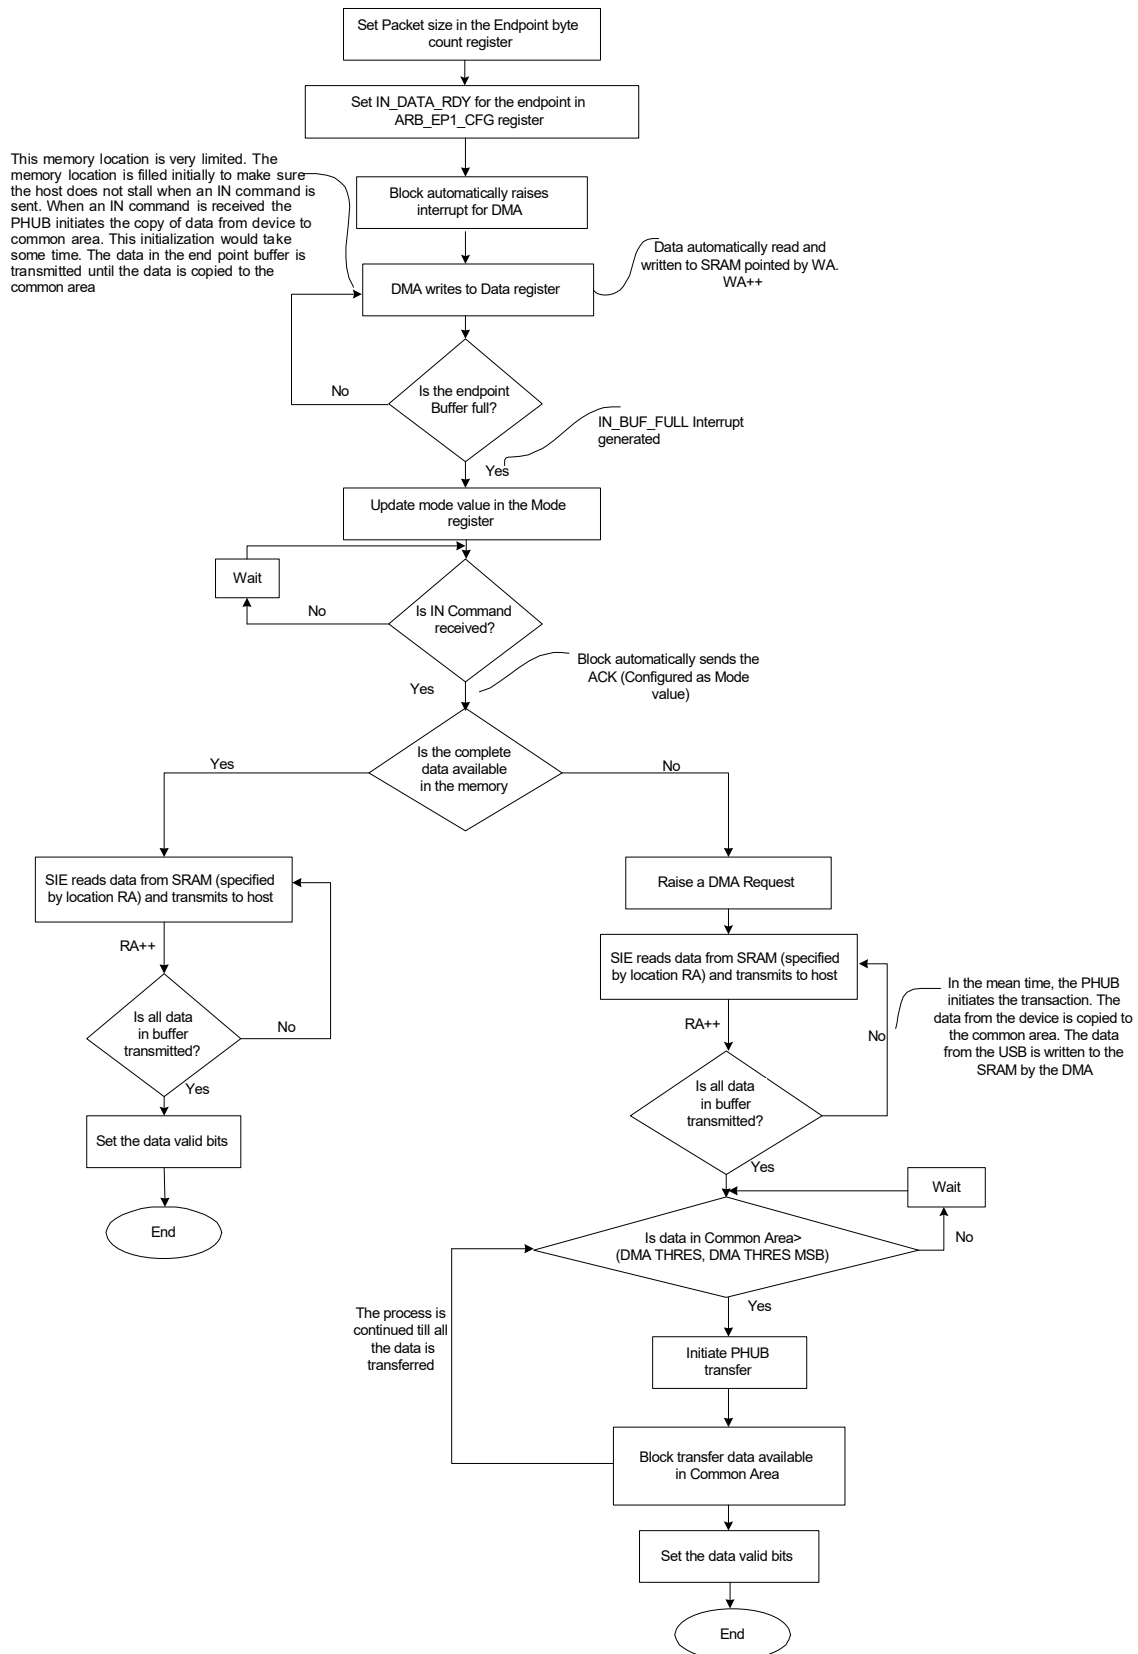 Set Packet size in the Endpoint byte
count register
Set IN_DATA_RDY for the endpoint in
ARB_EP1_CFG register
This memory location is very limited. The
memory location is filled initially to make sure
the host does not stall when an IN command is
sent. When an IN command is received the
PHUB initiates the copy of data from device to
common area. This initialization would take
some time. The data in the end point buffer is
transmitted until the data is copied to the
common area
Block automatically raises
interrupt for DMA
Data automatically read and
written to SRAM pointed by WA.
WA++
DMA writes to Data register
No
Is the endpoint
Buffer full?
IN_BUF_FULL Interrupt
generated
Yes
Update mode value in the Mode
register
Wait
No
Is IN Command
received?
Block automatically sends the
ACK (Configured as Mode
value)
Yes
Is the complete
data available
in the memory
Yes
No
SIE reads data from SRAM (specified
by location RA) and transmits to host
RA++
Is all data
in buffer
transmitted?
No
Yes
Set the data valid bits
End
Raise a DMA Request
SIE reads data from SRAM (specified
by location RA) and transmits to host
RA++
No
In the mean time, the PHUB
initiates the transaction. The
data from the device is copied to
the common area. The data
from the USB is written to the
SRAM by the DMA
Is all data
in buffer
transmitted?
Yes
Wait
No
Is data in Common Area>
(DMA THRES, DMA THRES MSB)
Yes
The process is
continued till all
the data is
transferred
Initiate PHUB
transfer
Block transfer data available
in Common Area
Set the data valid bits
End